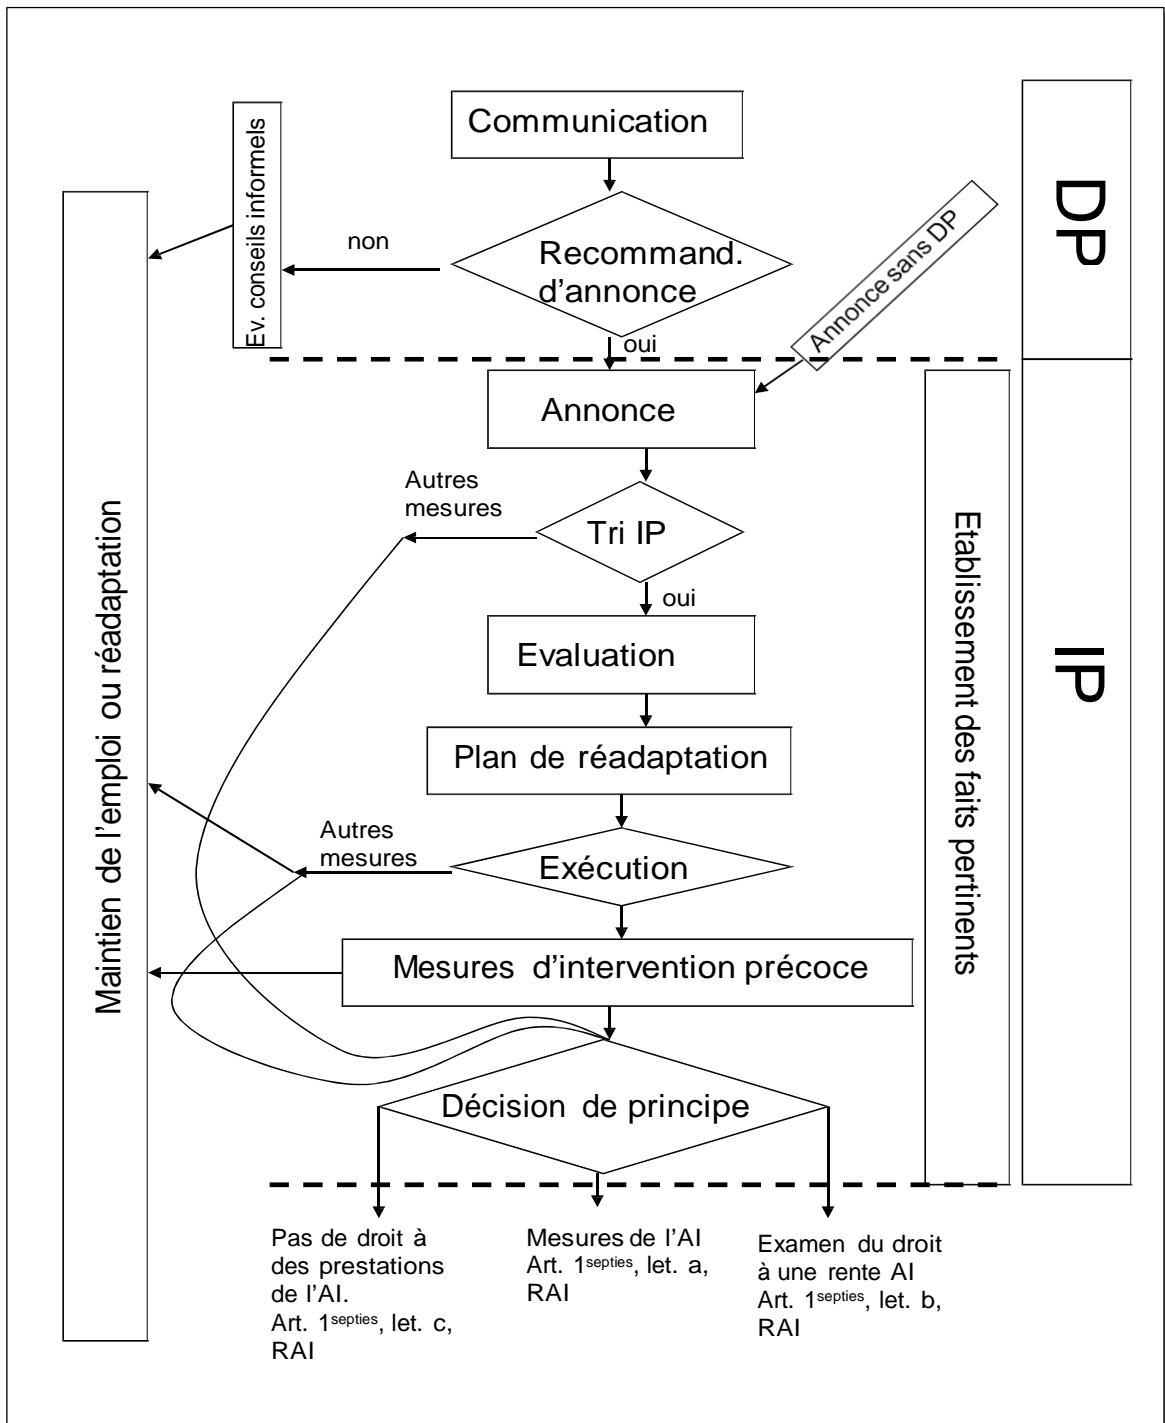 Communication
DP
Ev. conseils informels
non
Recommand.
d'annonce
Annonce sans DP
oui
Annonce
Autres
mesures
Tri IP
oui
Maintien de l'emploi ou réadaptation
Etablissement des faits pertinents
IP
Evaluation
Plan de réadaptation
Autres
mesures
Exécution
Mesures d'intervention précoce
Décision de principe
Pas de droit à
des prestations
de l'AI.
Art. 1septies, let. c,
RAI
Mesures de l'AI
Art. 1septies, let. a,
RAI
Examen du droit
à une rente AI
Art. 1septies, let. b,
RAI